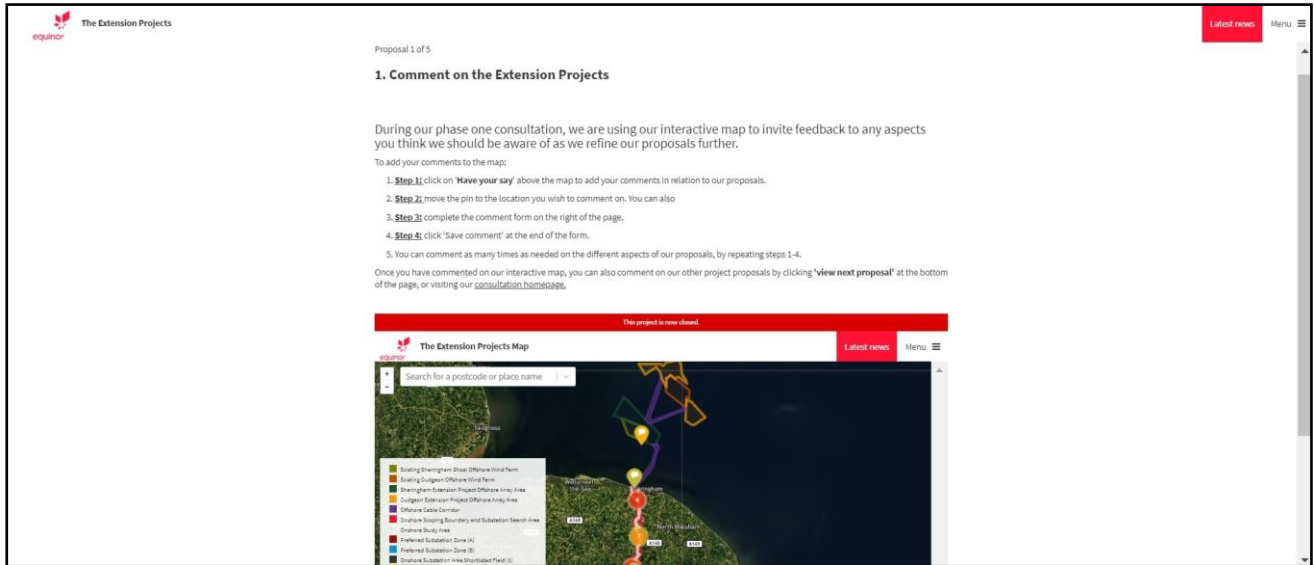 equinor
The Extension Projects
Latest news
Menu
Proposal 1 of 5
1. Comment on the Extension Projects
During our phase one consultation, we are using our interactive map to invite feedback to any aspects
you think we should be aware of as we refine our proposals further.
To add your comments to the map:
1. Step 1: click on 'Have your say' above the map to add your comments in relation to our proposals.
2. Step 2: move the pin to the location you wish to comment on. You can also
3. Step 3: complete the comment form on the right of the page.
4. Step 4: click 'Save comment' at the end of the form.
5. You can comment as many times as needed on the different aspects of our proposals, by repeating steps 1-4.
Once you have commented on our interactive map, you can also comment on our other project proposals by clicking 'view next proposal' at the bottom
of the page, or visiting our consultation homepage.
This project is now closed.
equinor
The Extension Projects Map
Latest news
Menu
+
Search for a postcode or place name
-
Skegness
Existing Sheringham Shoal Offshore Wind Farm
Existing Dudgeon Offshore Wind Farm
Sheringham Extension Project Offshore Array Area
Dudgeon Extension Project Offshore Array Area
Offshore Cable Corridor
Onshore Scoping Boundary and Substation Search Area
Onshore Study Area
Preferred Substation Zone (A)
Preferred Substation Zone (B)
Onshore Substation Area Shortlisted Field (1)
North Walsham
A148
A140
A149